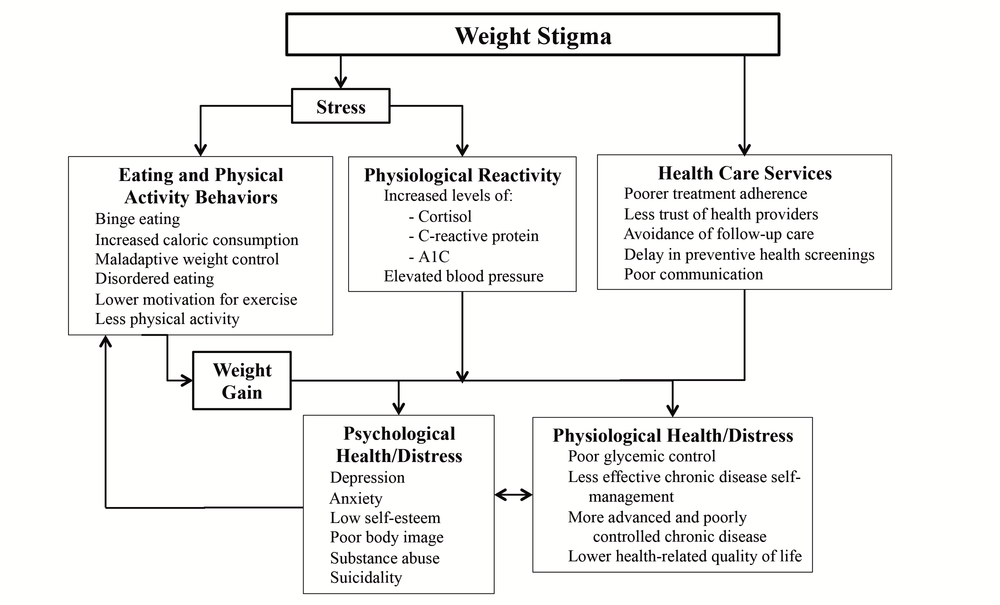 Weight Stigma
Stress
Eating and Physical
Activity Behaviors
Binge eating
Increased caloric consumption
Maladaptive weight control
Disordered eating
Lower motivation for exercise
Less physical activity
Physiological Reactivity
Increased levels of:
- Cortisol
- C-reactive protein
- A1C
Elevated blood pressure
Health Care Services
Poorer treatment adherence
Less trust of health providers
Avoidance of follow-up care
Delay in preventive health screenings
Poor communication
Weight
Gain
Psychological
Health/Distress
Depression
Anxiety
Low self-esteem
Poor body image
Substance abuse
Suicidality
Physiological Health/Distress
Poor glycemic control
Less effective chronic disease self-
management
More advanced and poorly
controlled chronic disease
Lower health-related quality of life